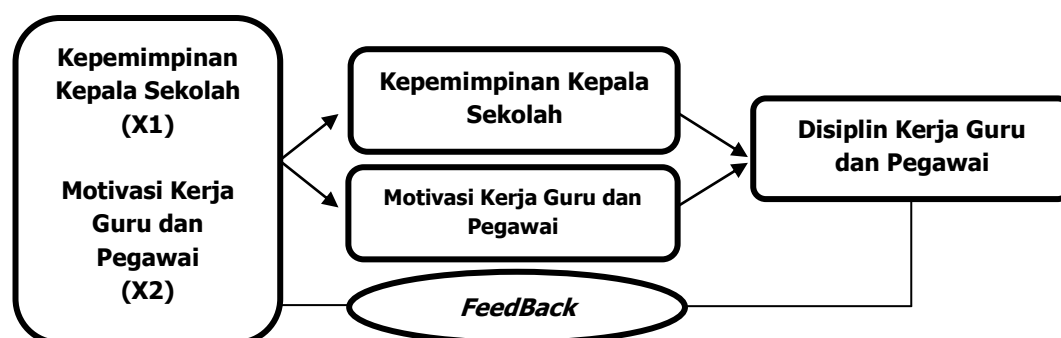 Kepemimpinan
Kepala Sekolah
(X1)
Motivasi Kerja
Guru dan
Pegawai
(X2)
Kepemimpinan Kepala
Sekolah
Motivasi Kerja Guru dan
Pegawai
Disiplin Kerja Guru
dan Pegawai
FeedBack